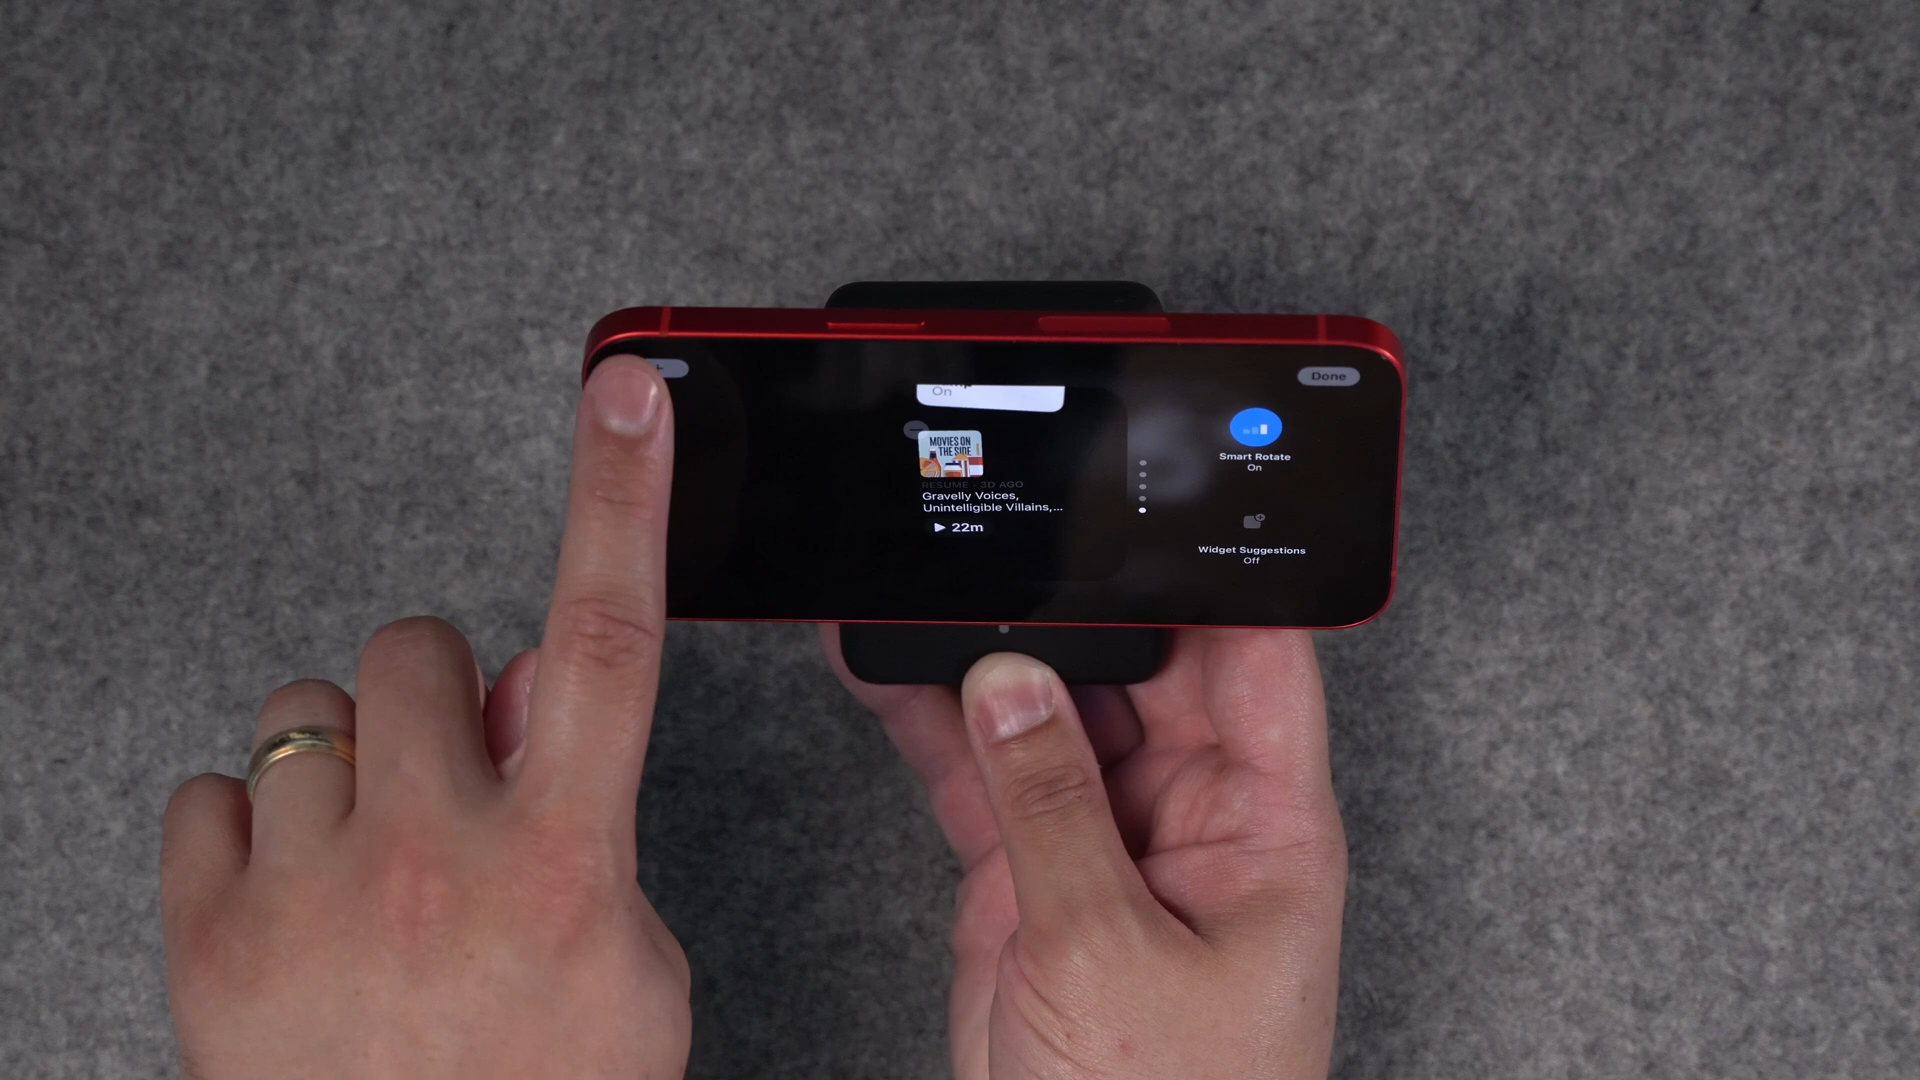 +
Done
On
MOVIES ON
THE SIDE
RESUME · 3D AGO
Gravelly Voices,
Unintelligible Villains,...
22m
Smart Rotate
On
Widget Suggestions
Off